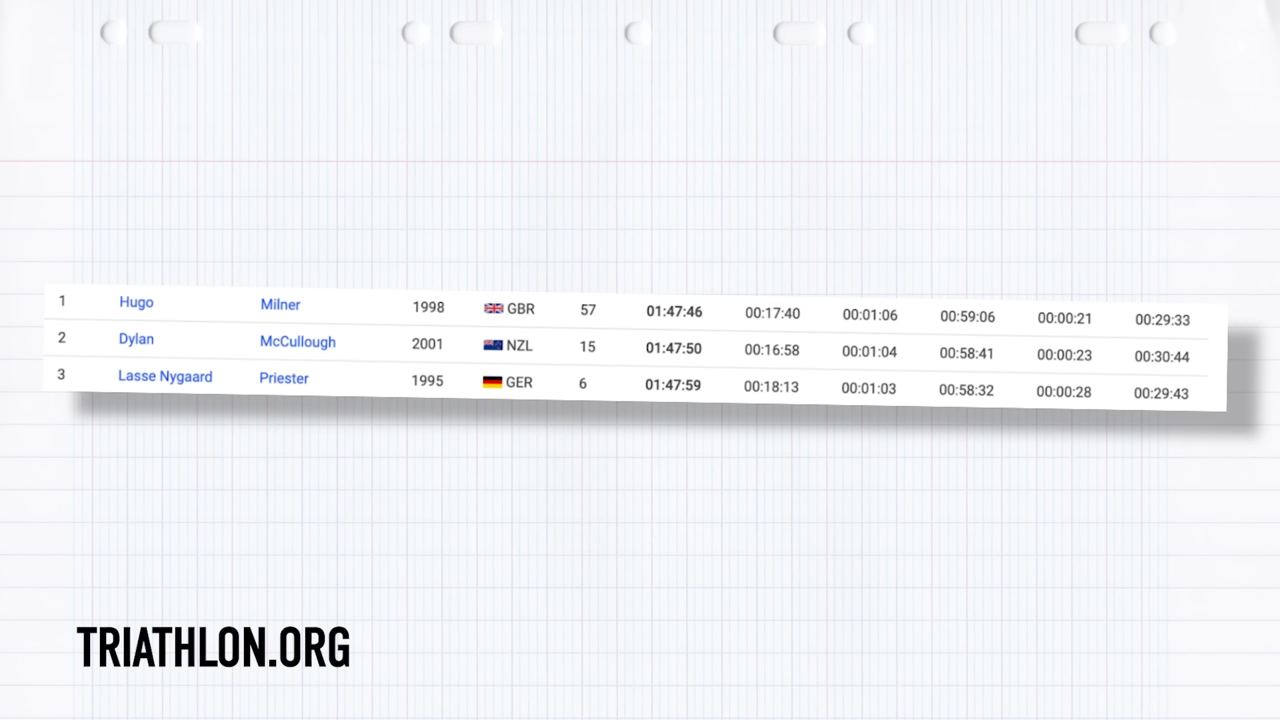 1 Hugo Milner 1998 GBR 57 01:47:46 00:17:40 00:01:06 00:59:06 00:00:21 00:29:33
2 Dylan McCullough 2001 NZL 15 01:47:50 00:16:58 00:01:04 00:58:41 00:00:23 00:30:44
3 Lasse Nygaard Priester 1995 GER 6 01:47:59 00:18:13 00:01:03 00:58:32 00:00:28 00:29:43
TRIATHLON.ORG